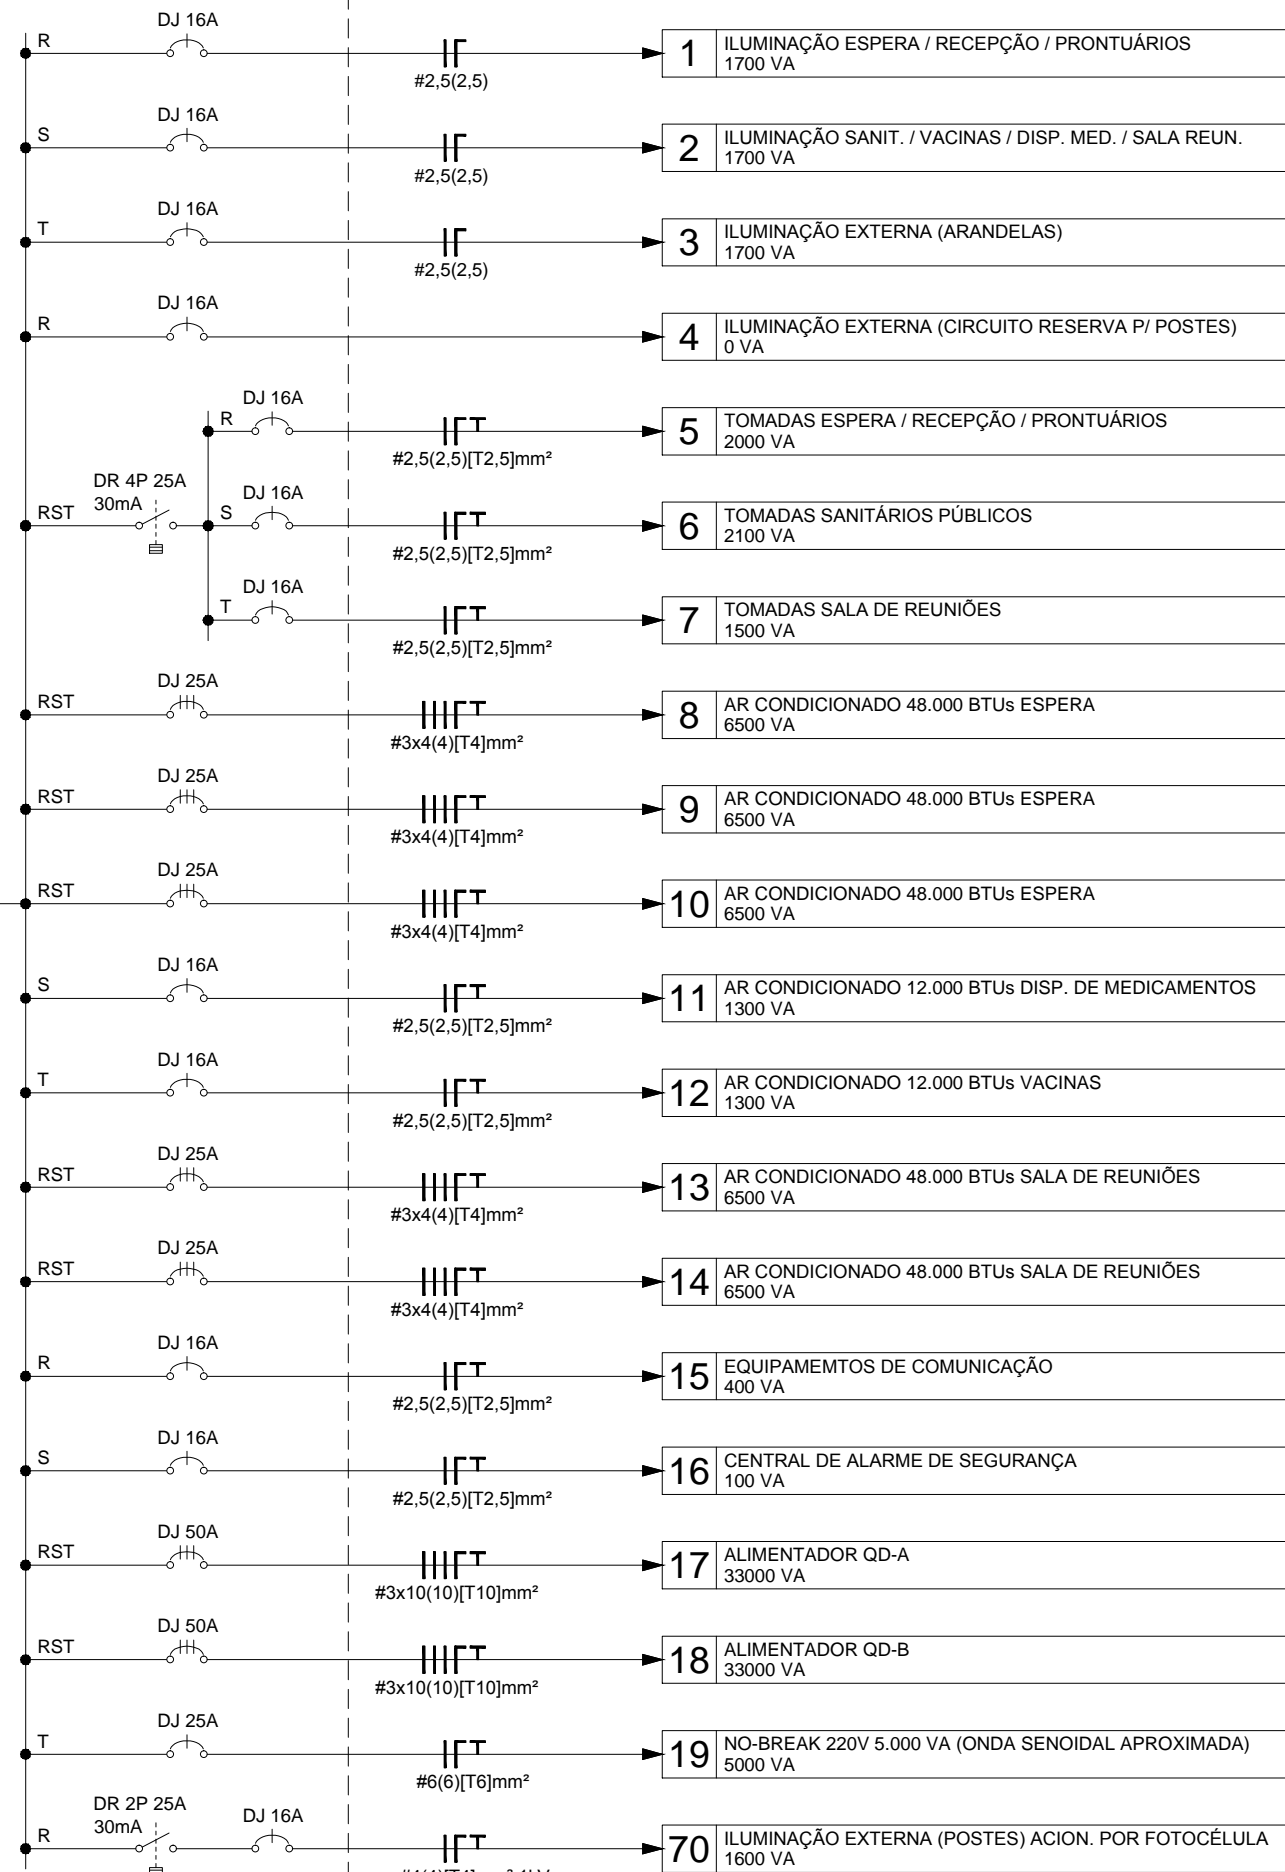 DJ 16A
R
#2,5(2,5)
1
ILUMINAÇÃO ESPERA / RECEPÇÃO / PRONTUÁRIOS
1700 VA
DJ 16A
S
#2,5(2,5)
2
ILUMINAÇÃO SANIT. / VACINAS / DISP. MED. / SALA REUN.
1700 VA
DJ 16A
T
#2,5(2,5)
3
ILUMINAÇÃO EXTERNA (ARANDELAS)
1700 VA
DJ 16A
R
4
ILUMINAÇÃO EXTERNA (CIRCUITO RESERVA P/ POSTES)
0 VA
DJ 16A
R
#2,5(2,5)[T2,5]mm²
5
TOMADAS ESPERA / RECEPÇÃO / PRONTUÁRIOS
2000 VA
DR 4P 25A
30mA
RST
DJ 16A
S
#2,5(2,5)[T2,5]mm²
6
TOMADAS SANITÁRIOS PÚBLICOS
2100 VA
DJ 16A
T
#2,5(2,5)[T2,5]mm²
7
TOMADAS SALA DE REUNIÕES
1500 VA
DJ 25A
RST
#3x4(4)[T4]mm²
8
AR CONDICIONADO 48.000 BTUs ESPERA
6500 VA
DJ 25A
RST
#3x4(4)[T4]mm²
9
AR CONDICIONADO 48.000 BTUs ESPERA
6500 VA
DJ 25A
RST
#3x4(4)[T4]mm²
10
AR CONDICIONADO 48.000 BTUs ESPERA
6500 VA
DJ 16A
S
#2,5(2,5)[T2,5]mm²
11
AR CONDICIONADO 12.000 BTUs DISP. DE MEDICAMENTOS
1300 VA
DJ 16A
T
#2,5(2,5)[T2,5]mm²
12
AR CONDICIONADO 12.000 BTUs VACINAS
1300 VA
DJ 25A
RST
#3x4(4)[T4]mm²
13
AR CONDICIONADO 48.000 BTUs SALA DE REUNIÕES
6500 VA
DJ 25A
RST
#3x4(4)[T4]mm²
14
AR CONDICIONADO 48.000 BTUs SALA DE REUNIÕES
6500 VA
DJ 16A
R
#2,5(2,5)[T2,5]mm²
15
EQUIPAMEMTOS DE COMUNICAÇÃO
400 VA
DJ 16A
S
#2,5(2,5)[T2,5]mm²
16
CENTRAL DE ALARME DE SEGURANÇA
100 VA
DJ 50A
RST
#3x10(10)[T10]mm²
17
ALIMENTADOR QD-A
33000 VA
DJ 50A
RST
#3x10(10)[T10]mm²
18
ALIMENTADOR QD-B
33000 VA
DJ 25A
T
#6(6)[T6]mm²
19
NO-BREAK 220V 5.000 VA (ONDA SENOIDAL APROXIMADA)
5000 VA
DR 2P 25A
30mA
R
DJ 16A
70
ILUMINAÇÃO EXTERNA (POSTES) ACION. POR FOTOCÉLULA
1600 VA